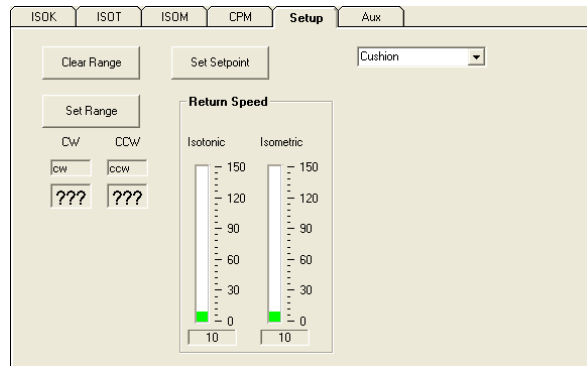 ISOK ISOT ISOM CPM Setup Aux
Clear Range Set Setpoint Cushion
Set Range
Return Speed
CW CCW
Isotonic Isometric
cw ccw
??? ???
150 150
120 120
90 90
60 60
30 30
0 0
10 10